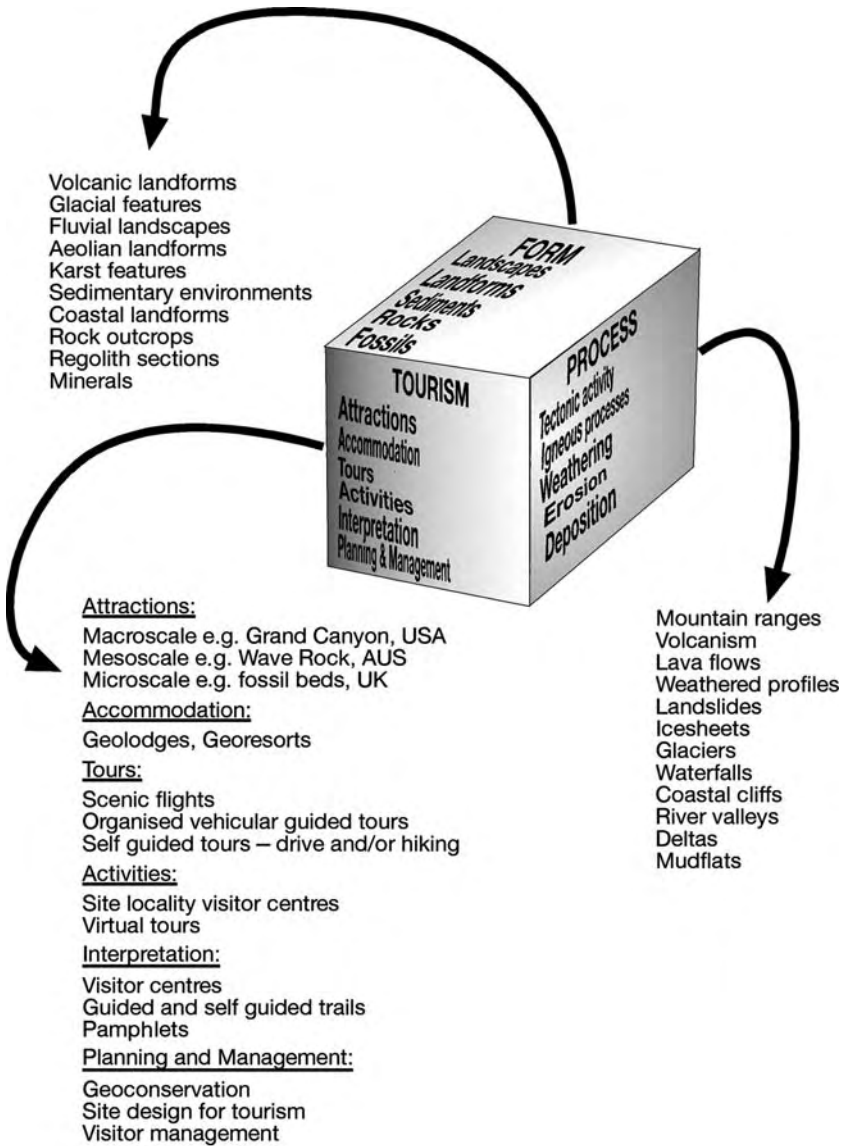 Volcanic landforms
Glacial features
Fluvial landscapes
Aeolian landforms
Karst features
Sedimentary environments
Coastal landforms
Rock outcrops
Regolith sections
Minerals
FORM
Landscapes
Landforms
Sediments
Rocks
Fossils
TOURISM
Attractions
Accommodation
Tours
Activities
Interpretation
Planning & Management
PROCESS
Tectonic activity
Igneous processes
Weathering
Erosion
Deposition
Attractions:
Macroscale e.g. Grand Canyon, USA
Mesoscale e.g. Wave Rock, AUS
Microscale e.g. fossil beds, UK
Accommodation:
Geolodges, Georesorts
Tours:
Scenic flights
Organised vehicular guided tours
Self guided tours – drive and/or hiking
Activities:
Site locality visitor centres
Virtual tours
Interpretation:
Visitor centres
Guided and self guided trails
Pamphlets
Planning and Management:
Geoconservation
Site design for tourism
Visitor management
Mountain ranges
Volcanism
Lava flows
Weathered profiles
Landslides
Icesheets
Glaciers
Waterfalls
Coastal cliffs
River valleys
Deltas
Mudflats